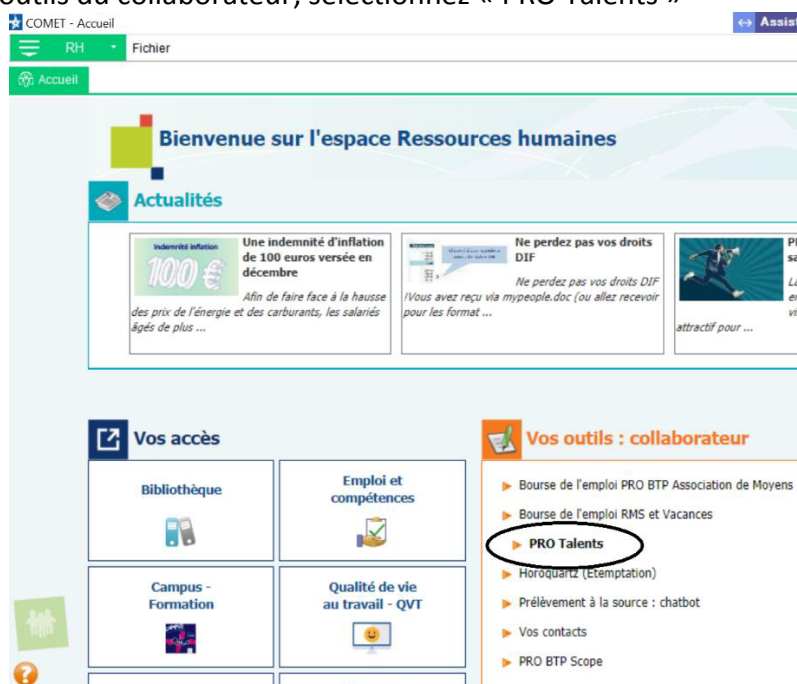 outils du collaborateur, sélectionnez « PRO Talents »
COMET - Accueil
Assist
RH
Fichier
Accueil
Bienvenue sur l'espace Ressources humaines
Actualités
Indemnité inflation
100 €
Une indemnité d'inflation
de 100 euros versée en
décembre
Afin de faire face à la hausse
des prix de l'énergie et des carburants, les salariés
âgés de plus ...
Ne perdez pas vos droits
DIF
Ne perdez pas vos droits DIF
!Vous avez reçu via mypeople.doc (ou allez recevoir
pour les format ...
attractif pour ...
Vos accès
Bibliothèque
Emploi et
compétences
Campus -
Formation
Qualité de vie
au travail - QVT
Vos outils : collaborateur
Bourse de l'emploi PRO BTP Association de Moyens
Bourse de l'emploi RMS et Vacances
PRO Talents
Horoquartz (Etemptation)
Prélèvement à la source : chatbot
Vos contacts
PRO BTP Scope